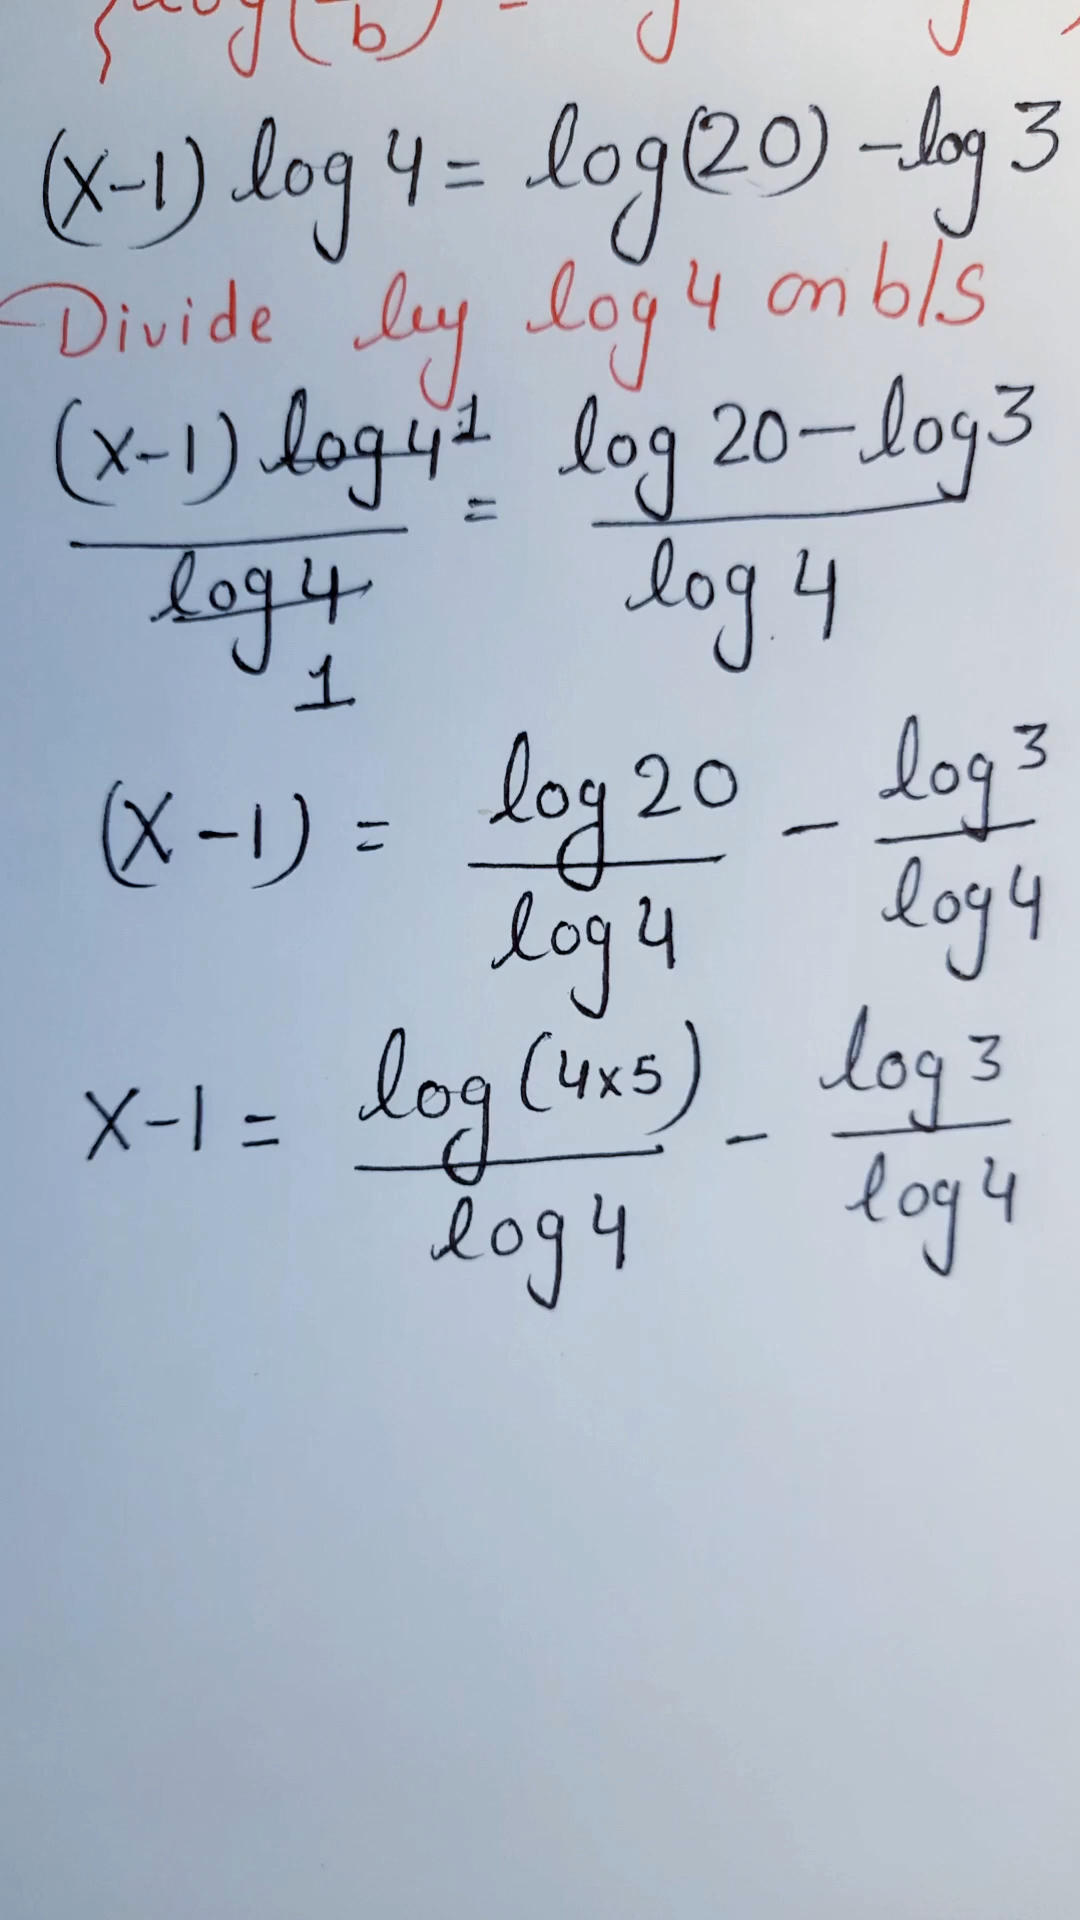 (x-1) log 4 = log(20) - log 3
Divide by log 4 on b/s
(x-1) log 4 1 = log 20 - log 3
log 4 log 4
1
(x-1) = log 20 - log 3
log 4 log 4
x-1 = log (4x5) - log 3
log 4 log 4